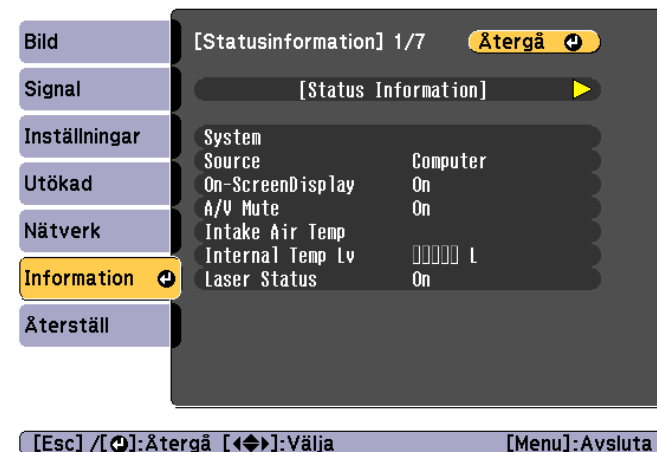 Bild
Signal
Inställningar
Utökad
Nätverk
Information
Återställ
[Statusinformation] 1/7 Återgå
[Status Information]
System
Source Computer
On-ScreenDisplay On
A/V Mute On
Intake Air Temp
Internal Temp Lv L
Laser Status On
[Esc] /[ ]:Återgå [ ]:Välja [Menu]:Avsluta